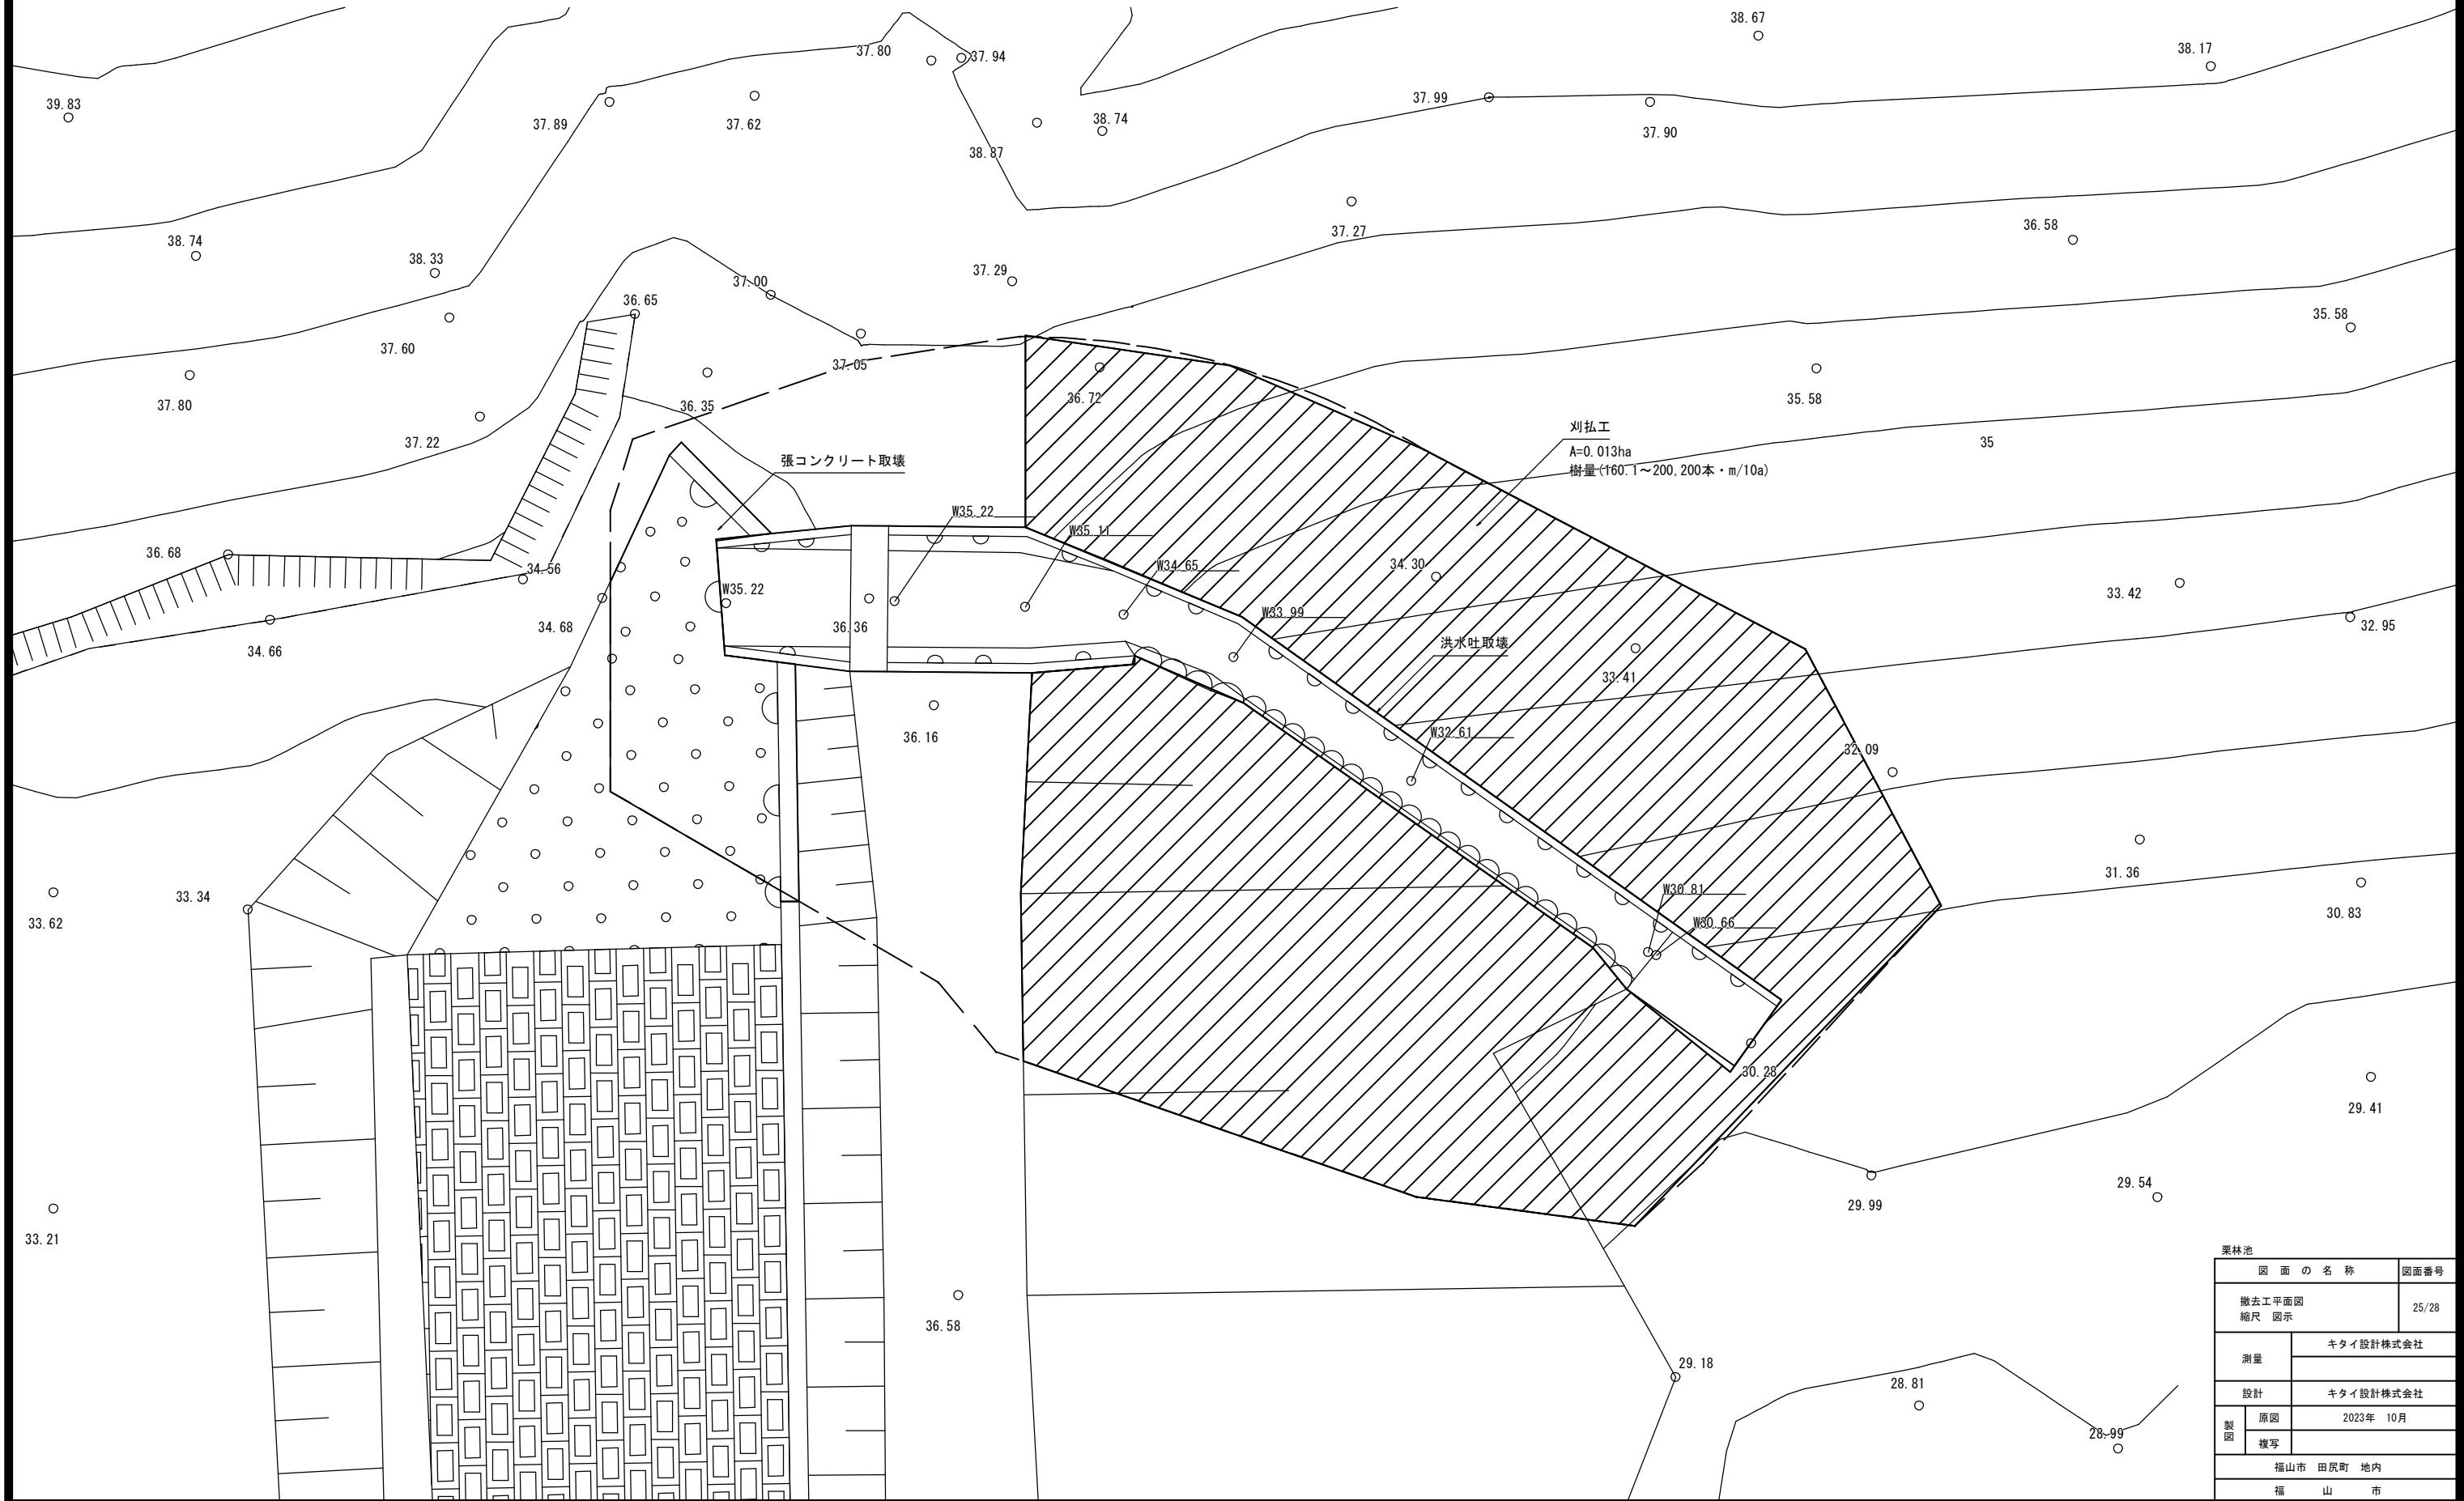 38.67
38.17
37.80
37.94
39.83
37.99
37.89
37.62
38.74
37.90
38.87
36.58
37.27
38.74
38.33
37.29
37.00
36.65
35.58
37.60
37.05
37.80
36.35
36.72
35.58
刈払工
A=0.013ha
樹量(160.1～200,200本・m/10a)
37.22
35
張コンクリート取壊
W35.22
W35.11
36.68
34.56
W34.65
34.30
W35.22
33.42
W33.99
34.68
36.36
32.95
34.66
洪水吐取壊
33.41
36.16
W32.61
32.09
31.36
W30.81
33.34
30.83
33.62
W30.66
30.28
29.41
29.54
29.99
33.21
36.58
29.18
28.81
28.99
栗林池
図面の名称 図面番号
撤去工平面図
縮尺 図示
25/28
測量 キタイ設計株式会社
設計 キタイ設計株式会社
製図 原図 2023年 10月
複写
福山市 田尻町 地内
福山市